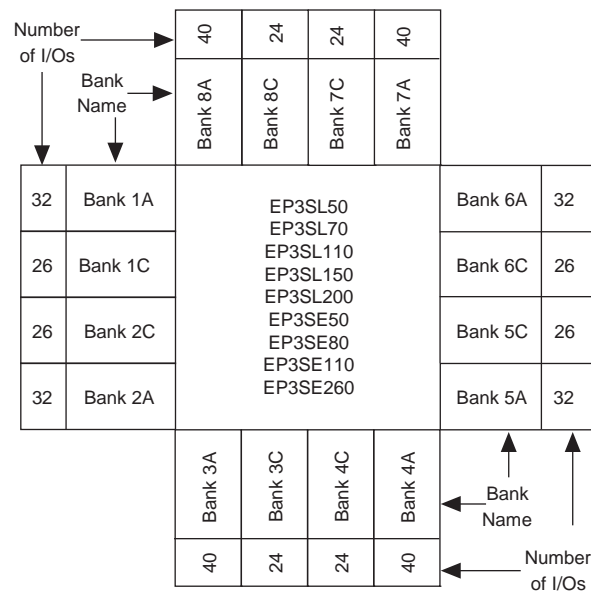 Number
of I/Os
40
24
24
40
Bank
Name
Bank 8A
Bank 8C
Bank 7C
Bank 7A
32
Bank 1A
26
Bank 1C
26
Bank 2C
32
Bank 2A
EP3SL50
EP3SL70
EP3SL110
EP3SL150
EP3SL200
EP3SE50
EP3SE80
EP3SE110
EP3SE260
Bank 6A
32
Bank 6C
26
Bank 5C
26
Bank 5A
32
Bank 3A
Bank 3C
Bank 4C
Bank 4A
Bank
Name
40
24
24
40
Number
of I/Os